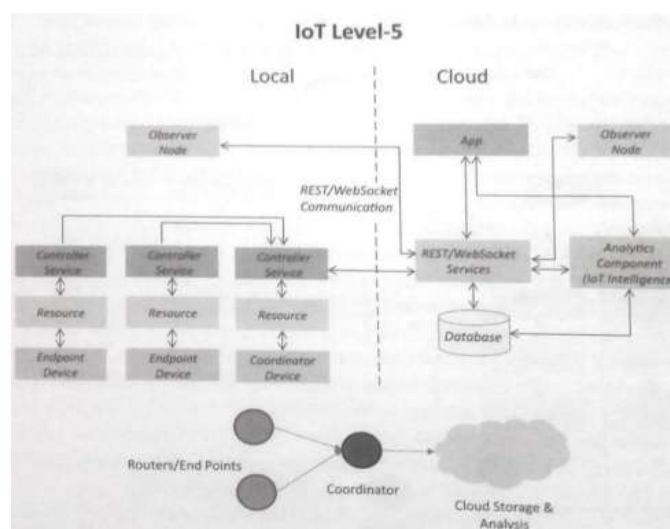 IoT Level-5
Local
Cloud
Observer
Node
App
Observer
Node
REST/WebSocket
Communication
Controller
Service
Controller
Service
Controller
Service
REST/WebSocket
Services
Analytics
Component
(IoT Intelligence
Resource
Resource
Resource
Database
Endpoint
Device
Endpoint
Device
Coordinator
Device
Routers/End Points
Coordinator
Cloud Storage &
Analysis